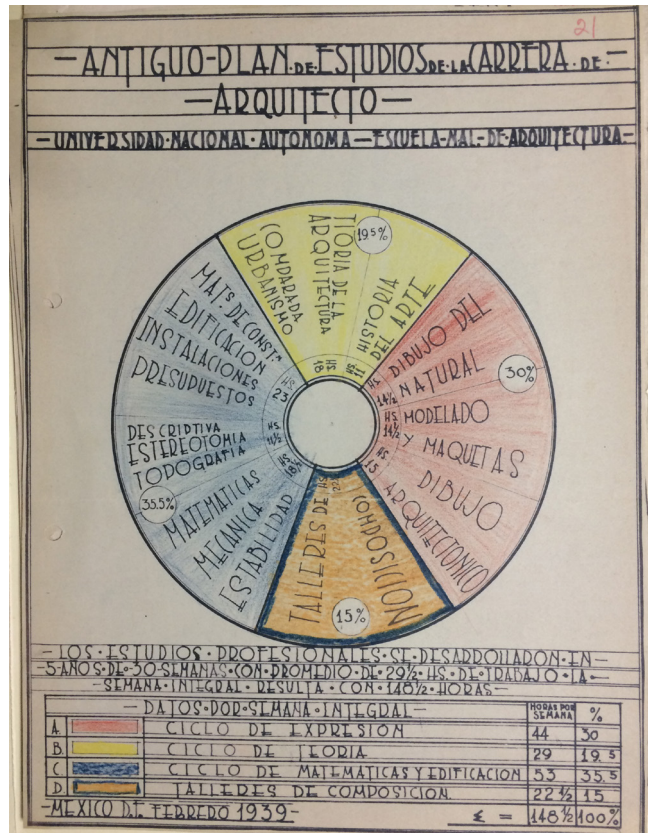 21
—ANTIGUO-PLAN·DE·ESTUDIOS DE·LA CARRERA·DE·—
—ARQUITECTO—
—UNIVERSIDAD·NACIONAL·AUTONOMA—ESCUELA·NAL·DE·ARQUITECTURA—
COMPARADA
URBANISMO
18 HS.
TEORIA DE LA
ARQUITECTURA
19.5%
HISTORIA
DEL ARTE
HS. 11
DIBUJO DEL
NATURAL
HS. 14½
30%
MODELADO
Y MAQUETAS
HS. 14½
DIBUJO
ARQUITECTONICO
HS. 15
TALLERES DE
COMPOSICION
HS. 22
15%
MATEMATICAS
MECANICA
ESTABILIDAD
HS. 18½
35.5%
DESCRIPTIVA
ESTEREOTOMIA
TOPOGRAFIA
HS. 11½
MATS. DE CONST.
EDIFICACION
INSTALACIONES
PRESUPUESTOS
HS. 23
—LOS·ESTUDIOS·PROFESIONALES·SE·DESARROLLARON·EN—
—5·AÑOS·DE·30·SEMANAS·CON·PROMEDIO·DE·29½·HS·DE·TRABAJO·LA·—
—SEMANA·INTEGRAL·RESULTA·CON·148½·HORAS—
—DATOS·POR·SEMANA·INTEGRAL— HORAS POR SEMANA %
A. CICLO DE EXPRESION 44 30
B. CICLO DE TEORIA 29 19.5
C. CICLO DE MATEMATICAS Y EDIFICACION 53 35.5
D. TALLERES DE COMPOSICION 22½ 15
—MEXICO D.F. FEBRERO 1939— Σ = 148½ 100%